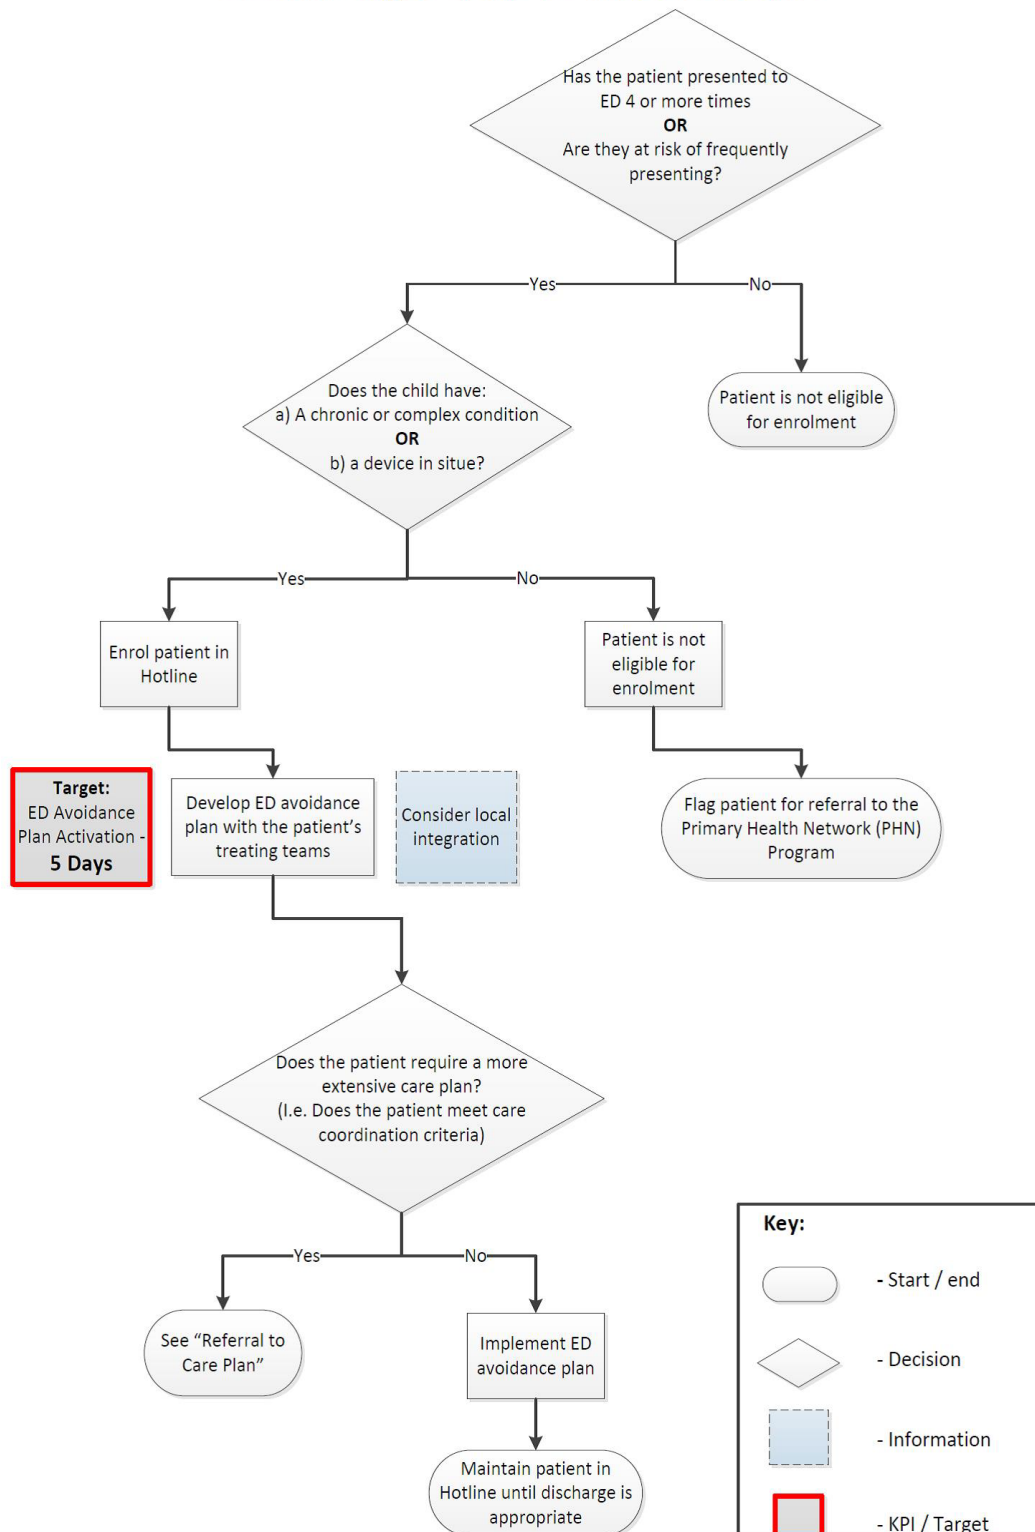 Has the patient presented to
ED 4 or more times
OR
Are they at risk of frequently
presenting?
Yes
No
Does the child have:
a) A chronic or complex condition
OR
b) a device in situe?
Patient is not eligible
for enrolment
Yes
No
Enrol patient in
Hotline
Patient is not
eligible for
enrolment
Target:
ED Avoidance
Plan Activation -
5 Days
Develop ED avoidance
plan with the patient’s
treating teams
Consider local
integration
Flag patient for referral to the
Primary Health Network (PHN)
Program
Does the patient require a more
extensive care plan?
(I.e. Does the patient meet care
coordination criteria)
Yes
No
See “Referral to
Care Plan”
Implement ED
avoidance plan
Maintain patient in
Hotline until discharge is
appropriate
Key:
- Start / end
- Decision
- Information
- KPI / Target